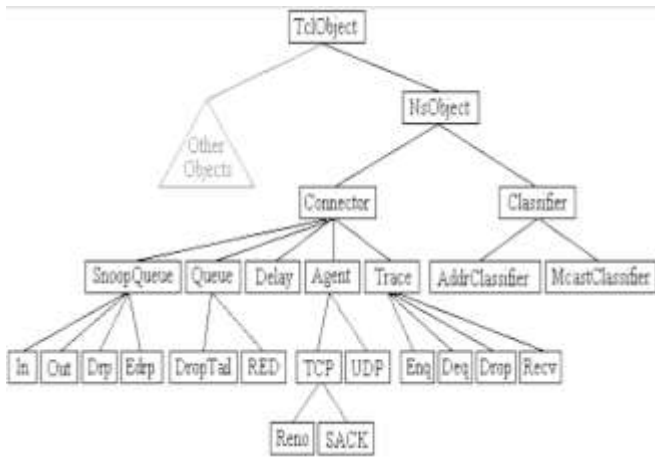 TclObject
NsObject
Other
Objects
Connector
Classifier
SnoopQueue
Queue
Delay
Agent
Trace
AddrClassifier
McastClassifier
In
Out
Drp
Edrp
DropTail
RED
TCP
UDP
Enq
Deq
Drop
Recv
Reno
SACK